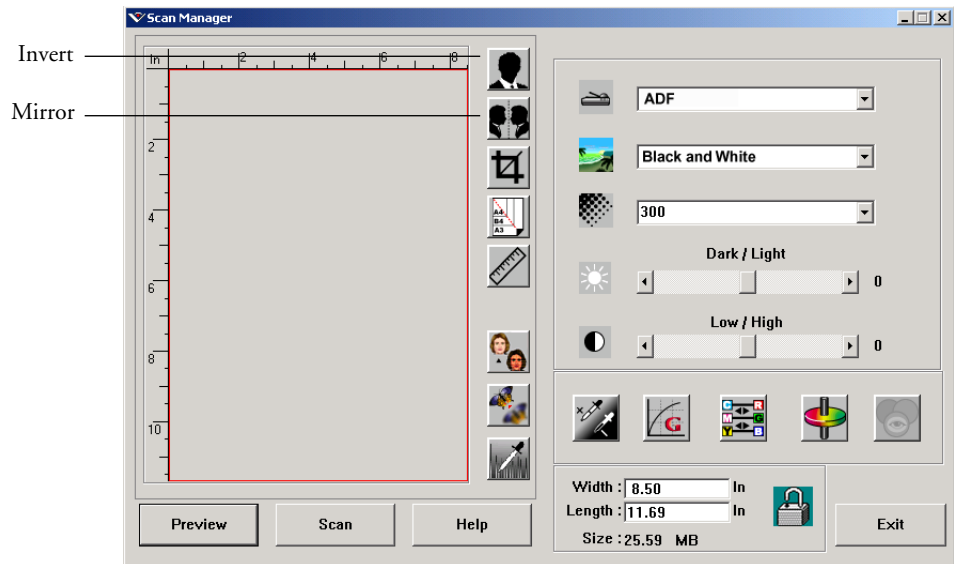 Scan Manager
Invert
Mirror
In 2 4 6 8
2
4
6
8
10
A4
B4
A3
ADF
Black and White
300
Dark / Light
0
Low / High
0
X
G
C R
M G
Y B
Width : 8.50 In
Length : 11.69 In
Size : 25.59 MB
Preview
Scan
Help
Exit